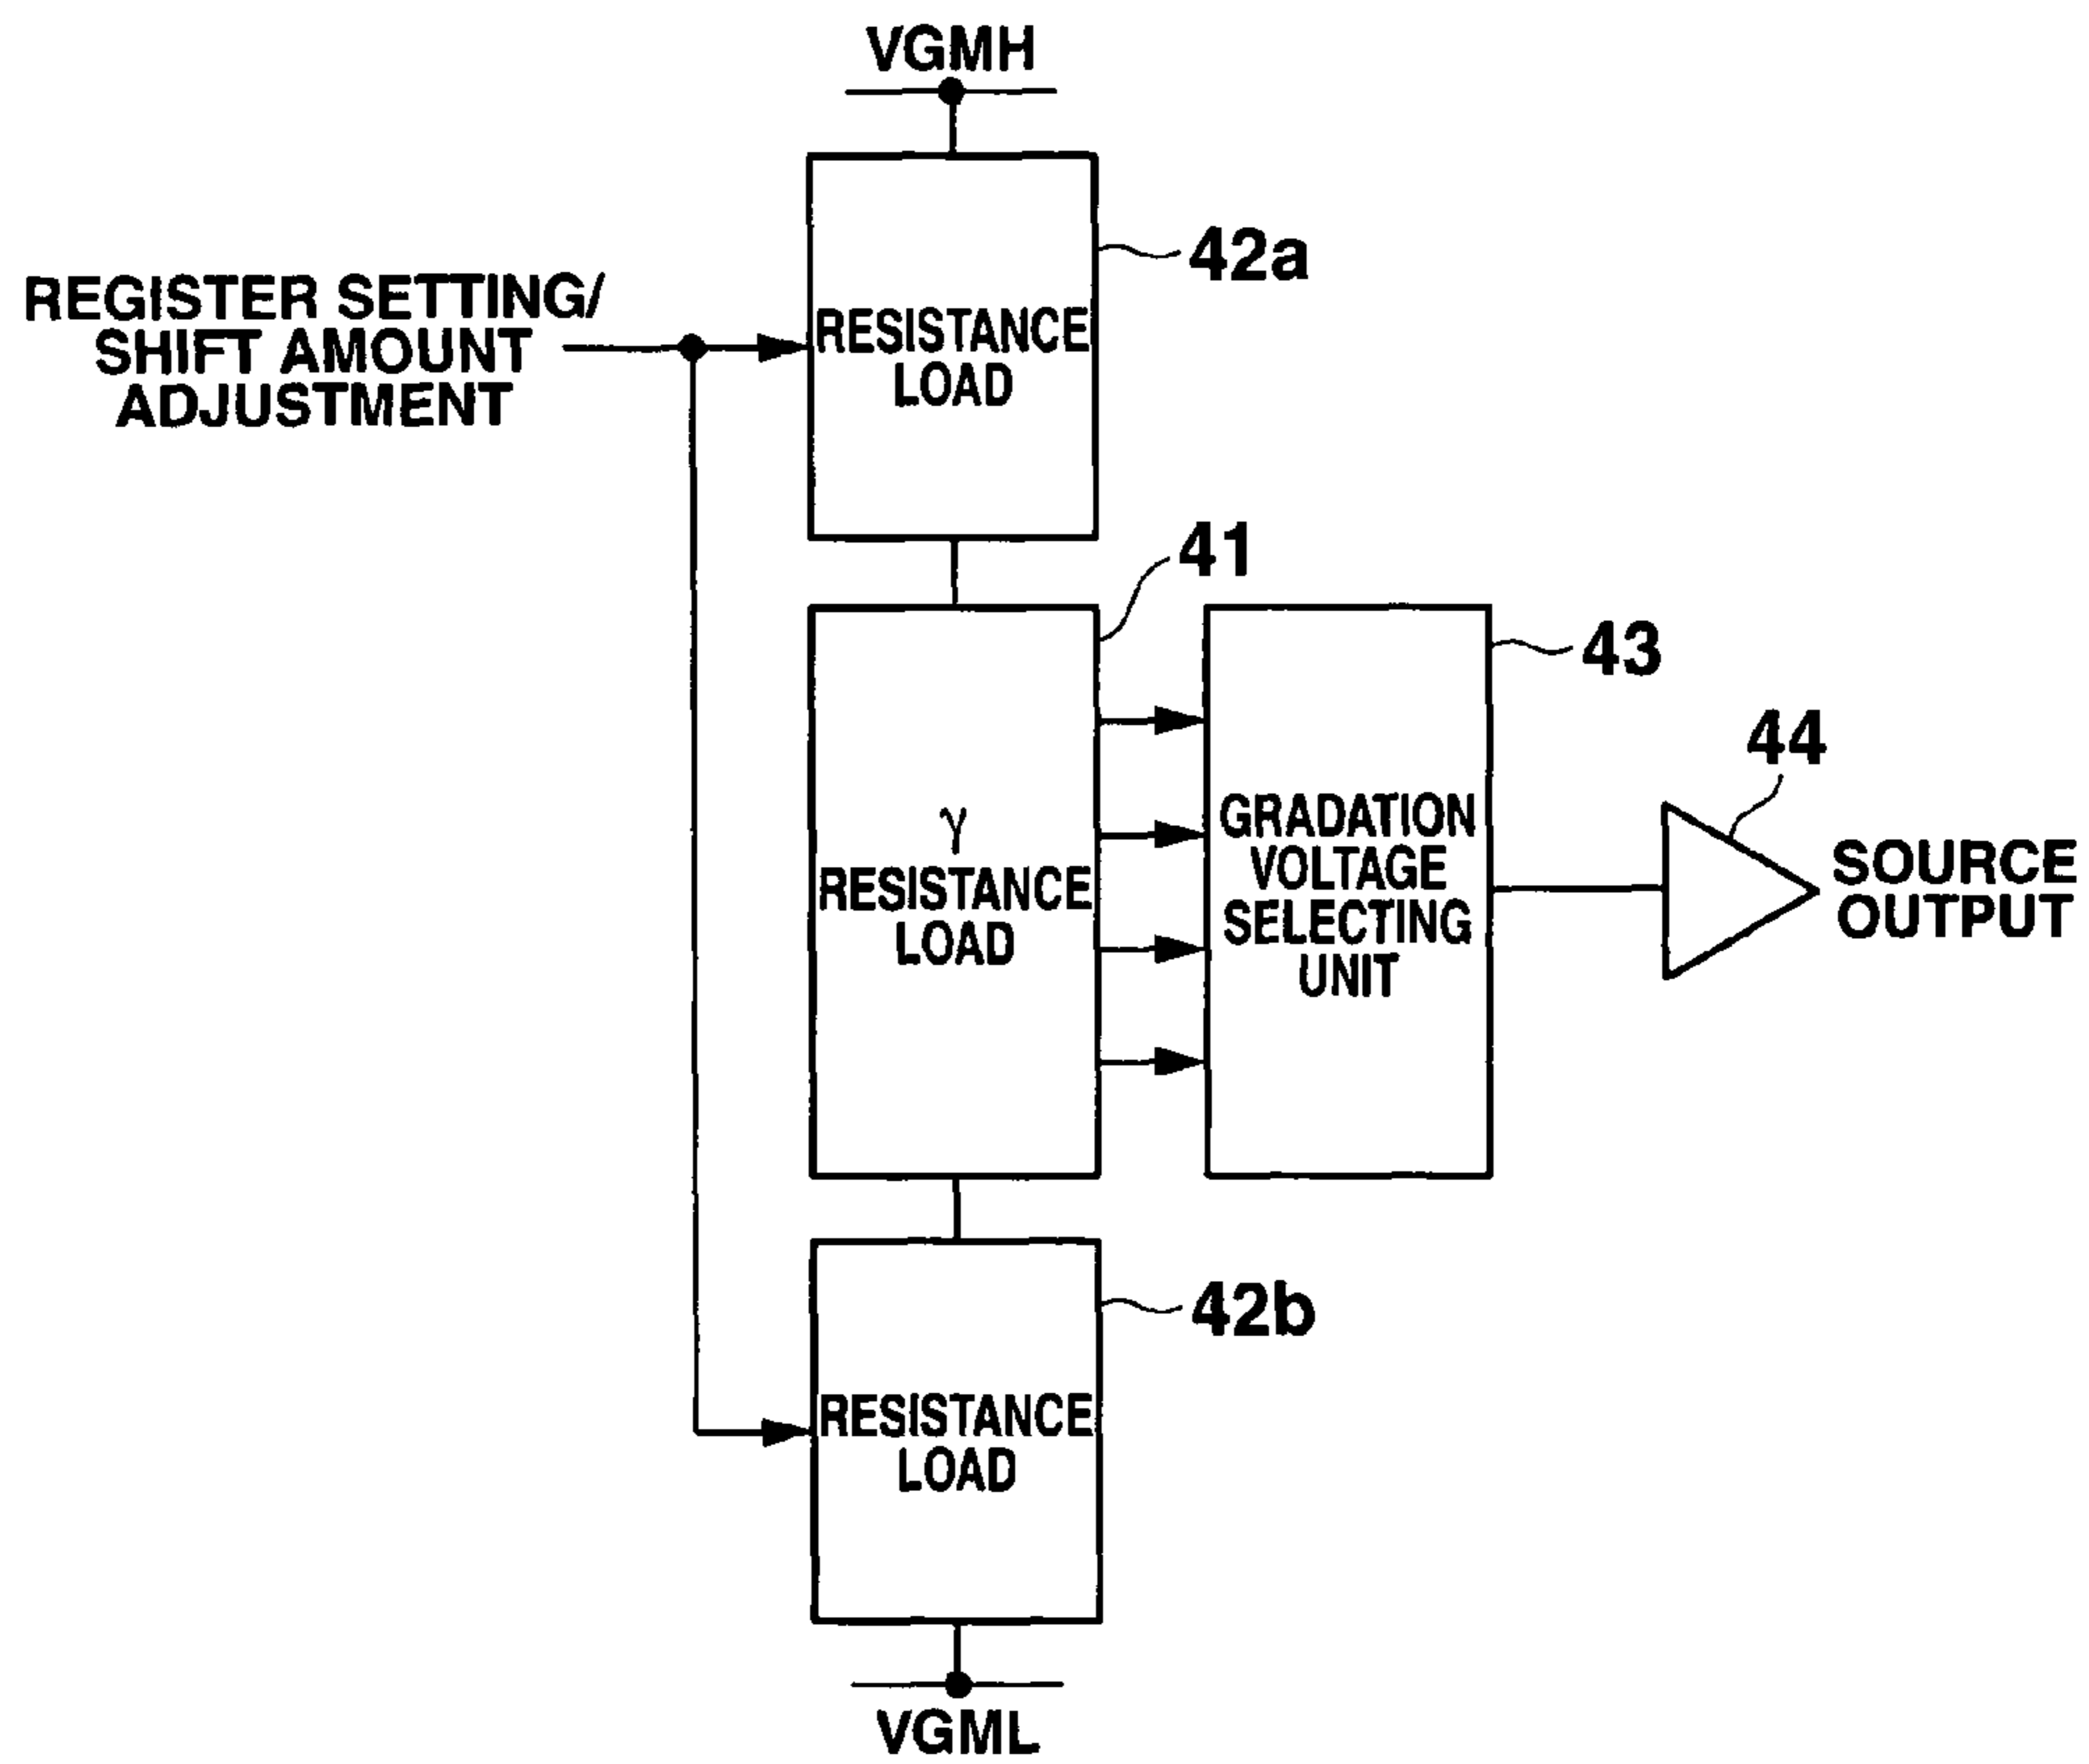 VGMH
42a
REGISTER SETTING/
SHIFT AMOUNT
ADJUSTMENT
RESISTANCE
LOAD
41
43
44
γ
RESISTANCE
LOAD
GRADATION
VOLTAGE
SELECTING
UNIT
SOURCE
OUTPUT
42b
RESISTANCE
LOAD
VGML